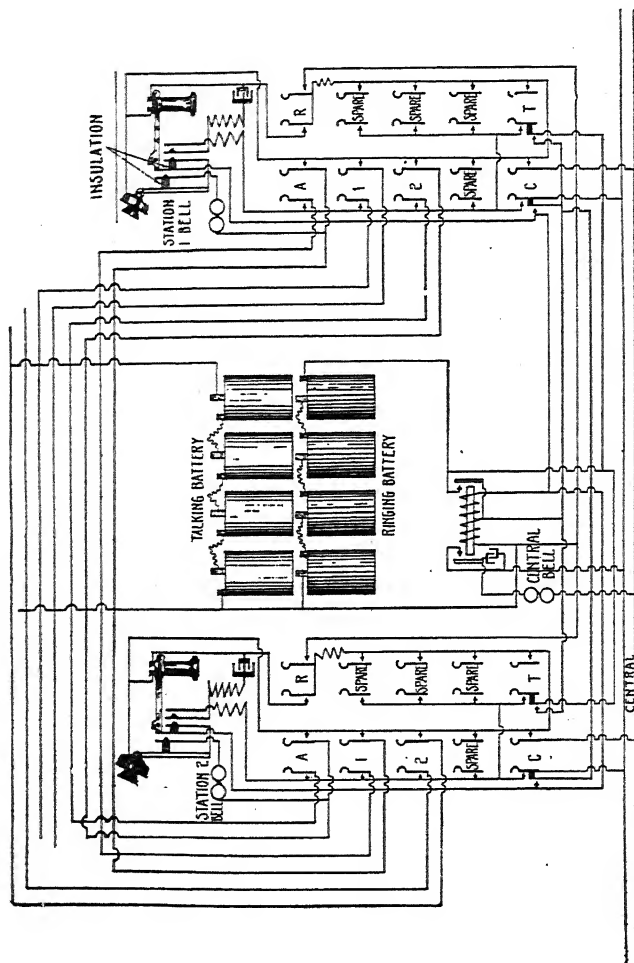 INSULATION
STATION
1 BELL
R
SPARE
SPARE
SPARE
T
A
1
2
SPARE
C
TALKING BATTERY
RINGING BATTERY
CENTRAL
BELL
STATION 2
BELL
R
SPARE
SPARE
SPARE
T
A
1
2
SPARE
C
CENTRAL